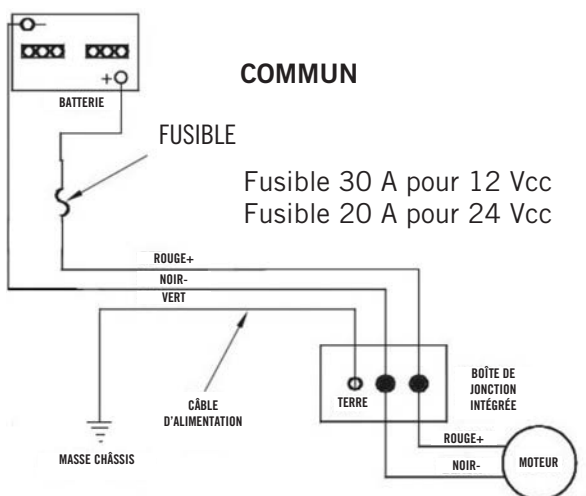 -
+
BATTERIE
COMMUN
FUSIBLE
Fusible 30 A pour 12 Vcc
Fusible 20 A pour 24 Vcc
ROUGE+
NOIR-
VERT
CÂBLE
D'ALIMENTATION
MASSE CHÂSSIS
TERRE
BOÎTE DE
JONCTION
INTÉGRÉE
ROUGE+
NOIR-
MOTEUR